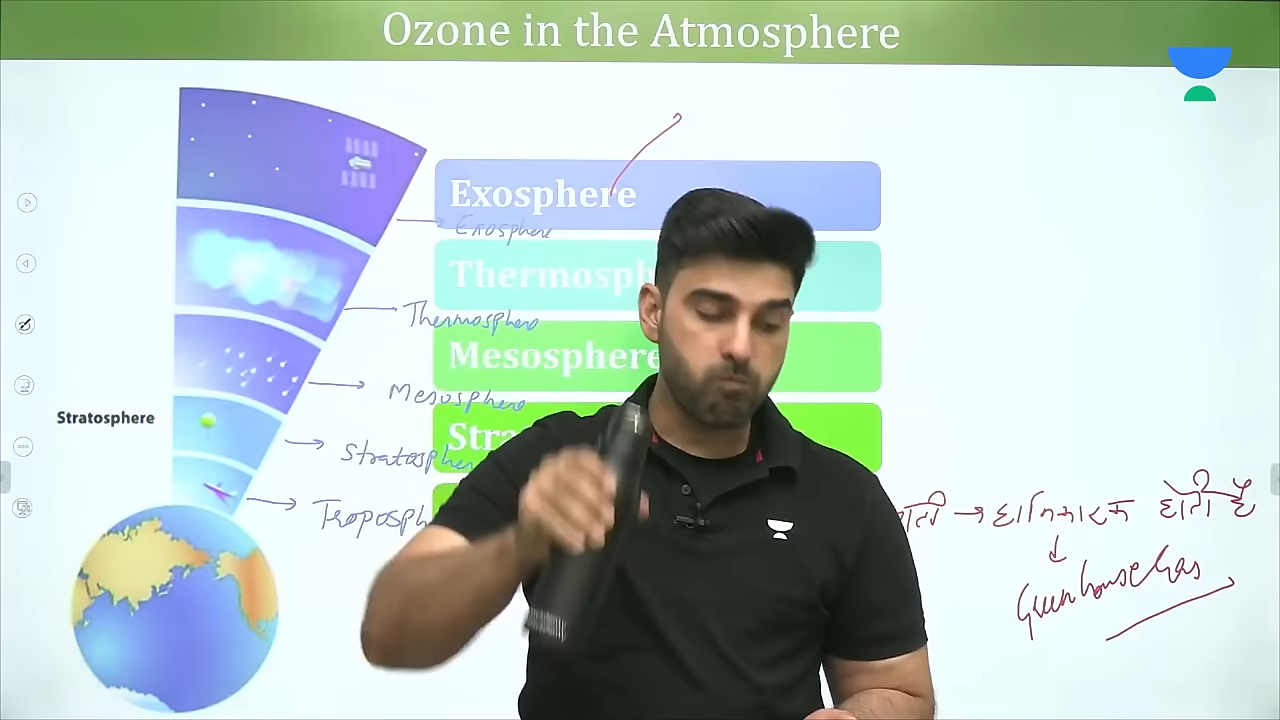 Ozone in the Atmosphere
Exosphere
Exosphere
Thermosph
Thermosphere
Mesosphere
Mesosphere
Stratosphere
Stra
Stratospher
Troposph
→ हानिकारक होती है
Greenhouse Gas